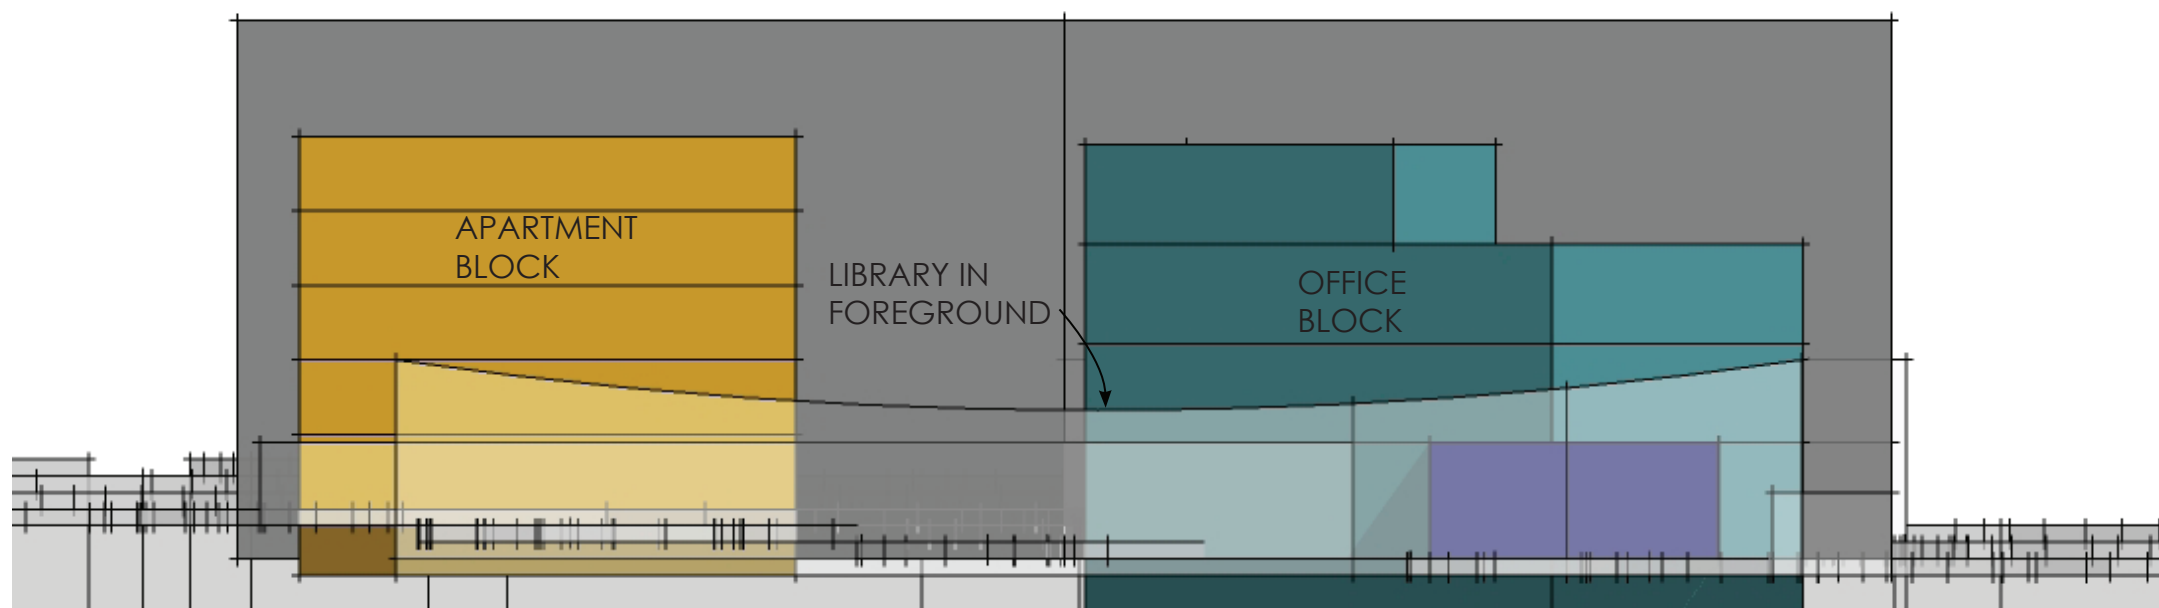 APARTMENT
BLOCK
LIBRARY IN
FOREGROUND
OFFICE
BLOCK